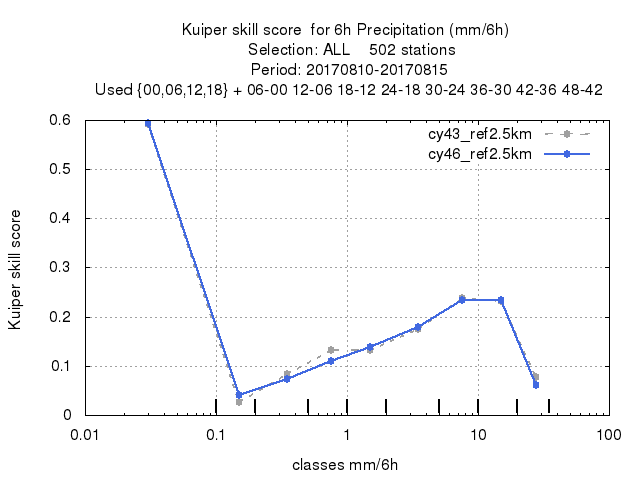 Kuiper skill score  for 6h Precipitation (mm/6h)
Selection: ALL    502 stations
Period: 20170810-20170815
Used {00,06,12,18} + 06-00 12-06 18-12 24-18 30-24 36-30 42-36 48-42
cy43_ref2.5km
cy46_ref2.5km
0.6
0.5
0.4
0.3
0.2
0.1
0
Kuiper skill score
0.01 0.1 1 10 100
classes mm/6h